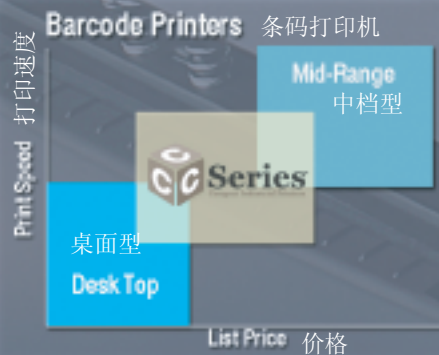 Barcode Printers 条码打印机
Mid-Range
中档型
打印速度
Print Speed
CCC Series
桌面型
Desk Top
List Price 价格